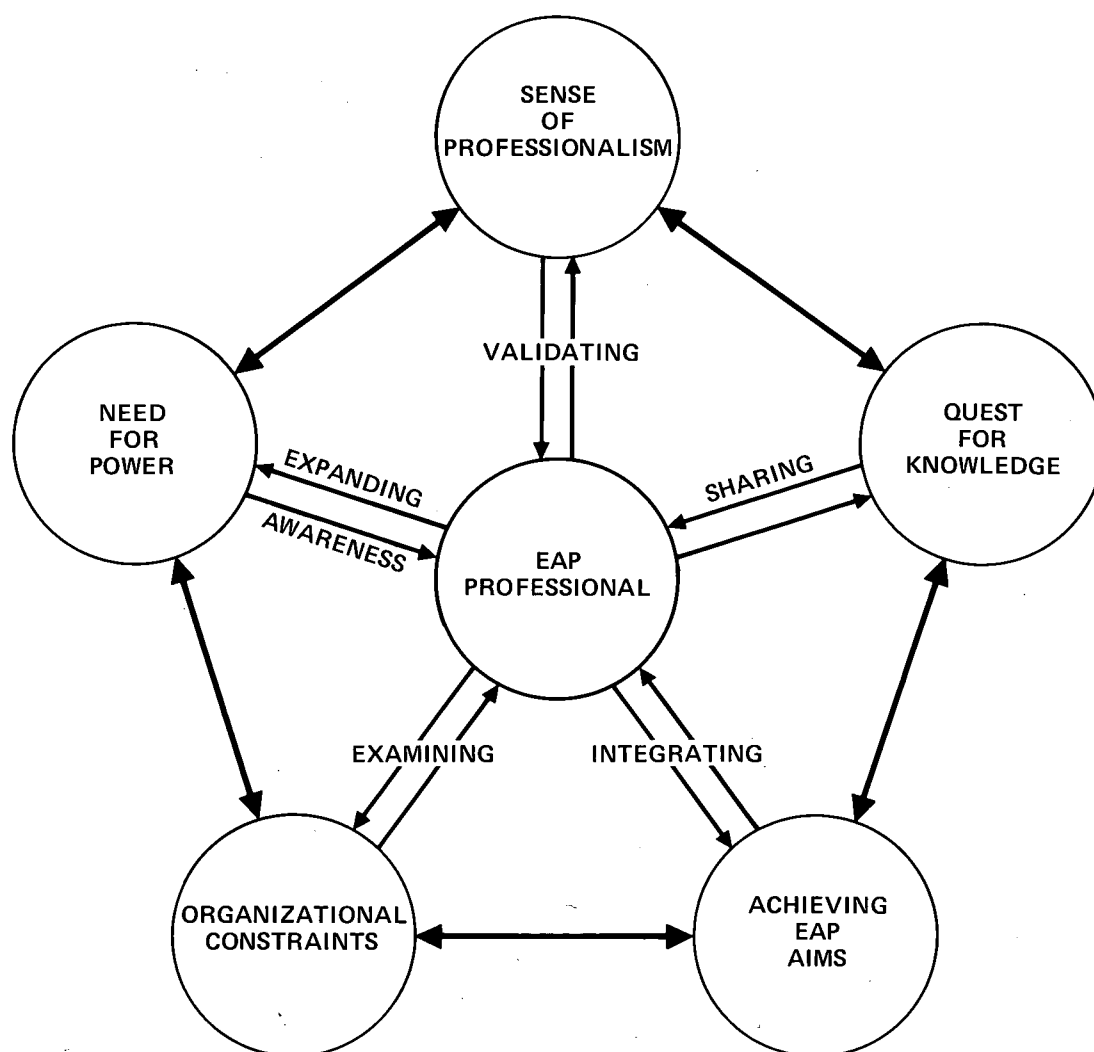 SENSE
OF
PROFESSIONALISM
VALIDATING
NEED
FOR
POWER
QUEST
FOR
KNOWLEDGE
EXPANDING
AWARENESS
SHARING
EAP
PROFESSIONAL
EXAMINING
INTEGRATING
ORGANIZATIONAL
CONSTRAINTS
ACHIEVING
EAP
AIMS